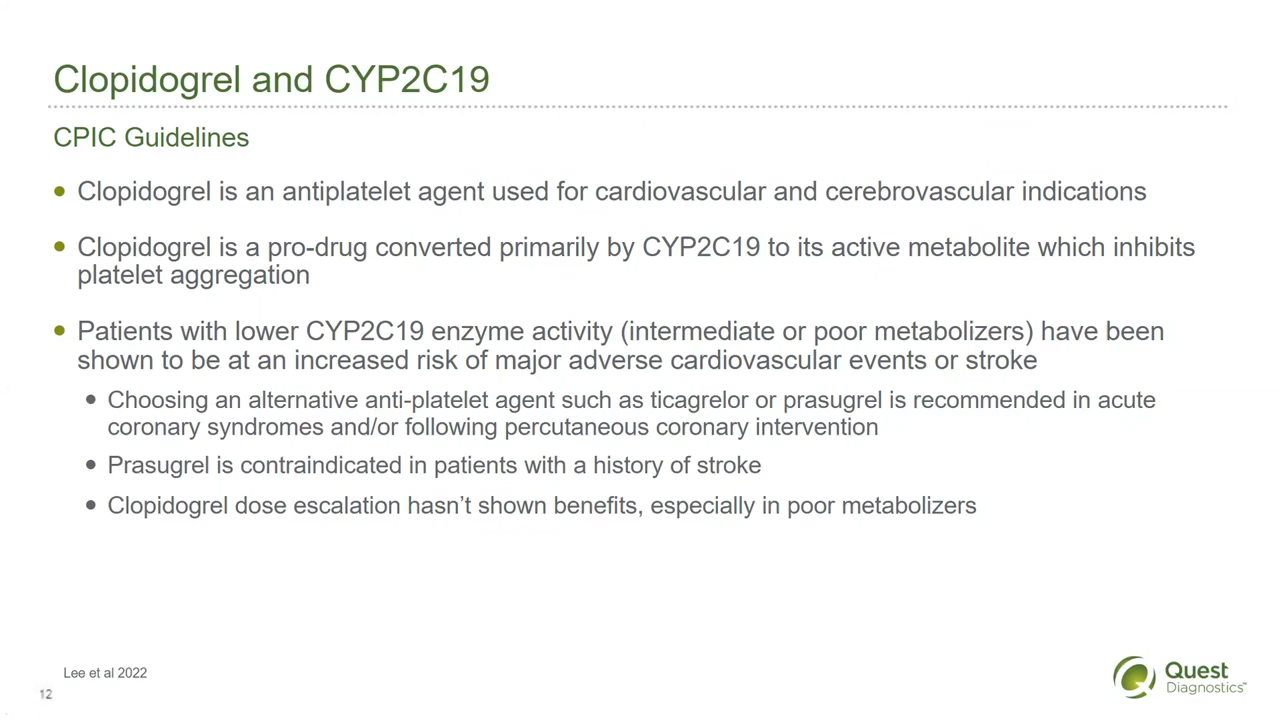 Clopidogrel and CYP2C19
CPIC Guidelines
• Clopidogrel is an antiplatelet agent used for cardiovascular and cerebrovascular indications
• Clopidogrel is a pro-drug converted primarily by CYP2C19 to its active metabolite which inhibits
platelet aggregation
• Patients with lower CYP2C19 enzyme activity (intermediate or poor metabolizers) have been
shown to be at an increased risk of major adverse cardiovascular events or stroke
• Choosing an alternative anti-platelet agent such as ticagrelor or prasugrel is recommended in acute
coronary syndromes and/or following percutaneous coronary intervention
• Prasugrel is contraindicated in patients with a history of stroke
• Clopidogrel dose escalation hasn’t shown benefits, especially in poor metabolizers
Lee et al 2022
12
Quest
Diagnostics™